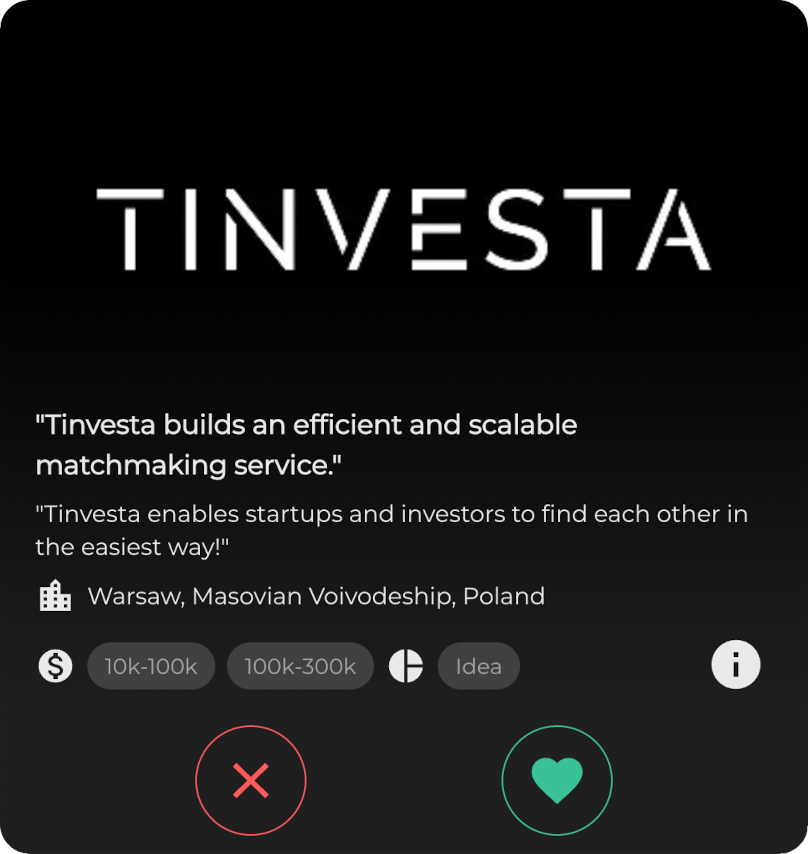 TINVESTA
"Tinvesta builds an efficient and scalable
matchmaking service."
"Tinvesta enables startups and investors to find each other in
the easiest way!"
Warsaw, Masovian Voivodeship, Poland
$ 10k-100k 100k-300k Idea i